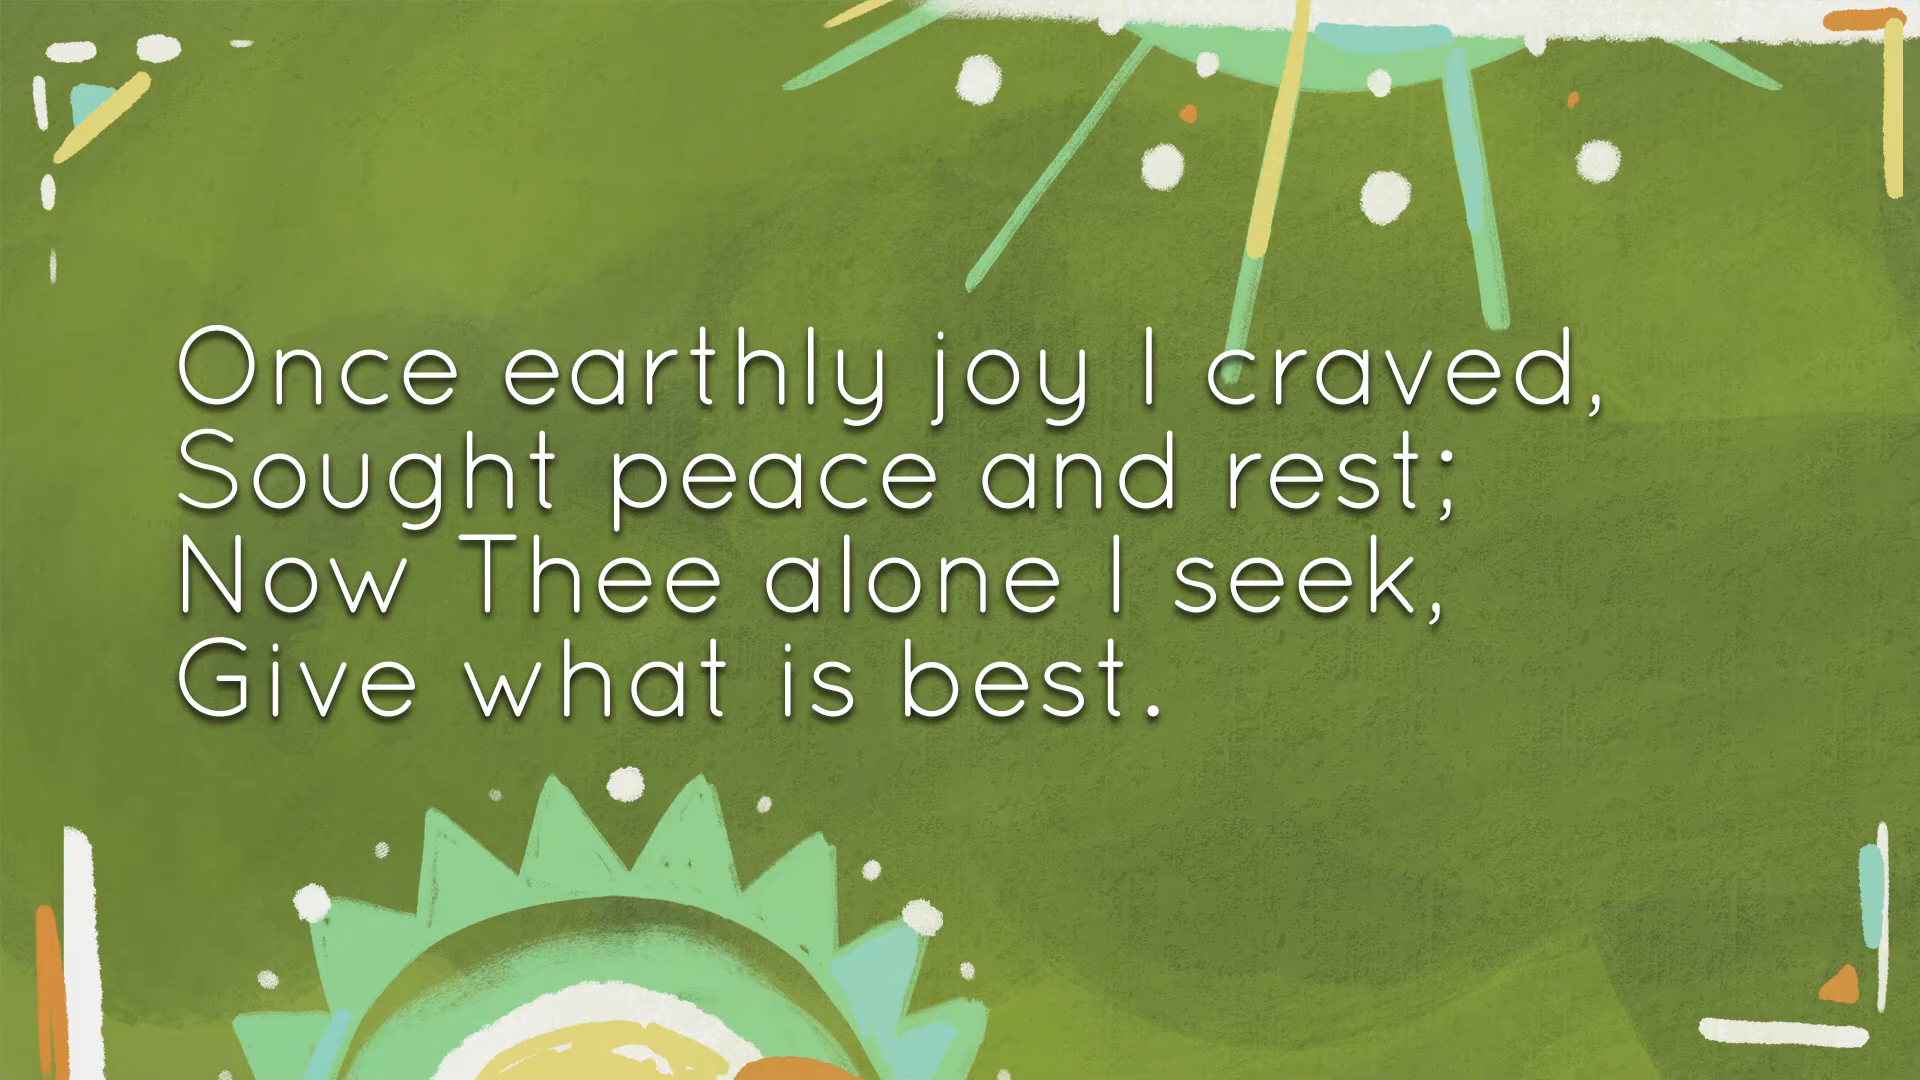 Once earthly joy I craved,
Sought peace and rest;
Now Thee alone I seek,
Give what is best.